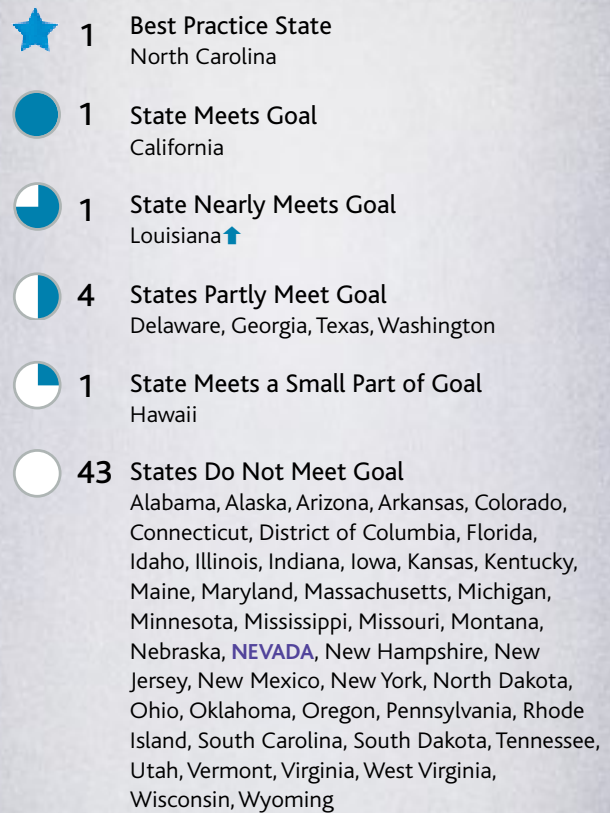 1 Best Practice State
North Carolina
1 State Meets Goal
California
1 State Nearly Meets Goal
Louisiana
4 States Partly Meet Goal
Delaware, Georgia, Texas, Washington
1 State Meets a Small Part of Goal
Hawaii
43 States Do Not Meet Goal
Alabama, Alaska, Arizona, Arkansas, Colorado,
Connecticut, District of Columbia, Florida,
Idaho, Illinois, Indiana, Iowa, Kansas, Kentucky,
Maine, Maryland, Massachusetts, Michigan,
Minnesota, Mississippi, Missouri, Montana,
Nebraska, NEVADA, New Hampshire, New
Jersey, New Mexico, New York, North Dakota,
Ohio, Oklahoma, Oregon, Pennsylvania, Rhode
Island, South Carolina, South Dakota, Tennessee,
Utah, Vermont, Virginia, West Virginia,
Wisconsin, Wyoming